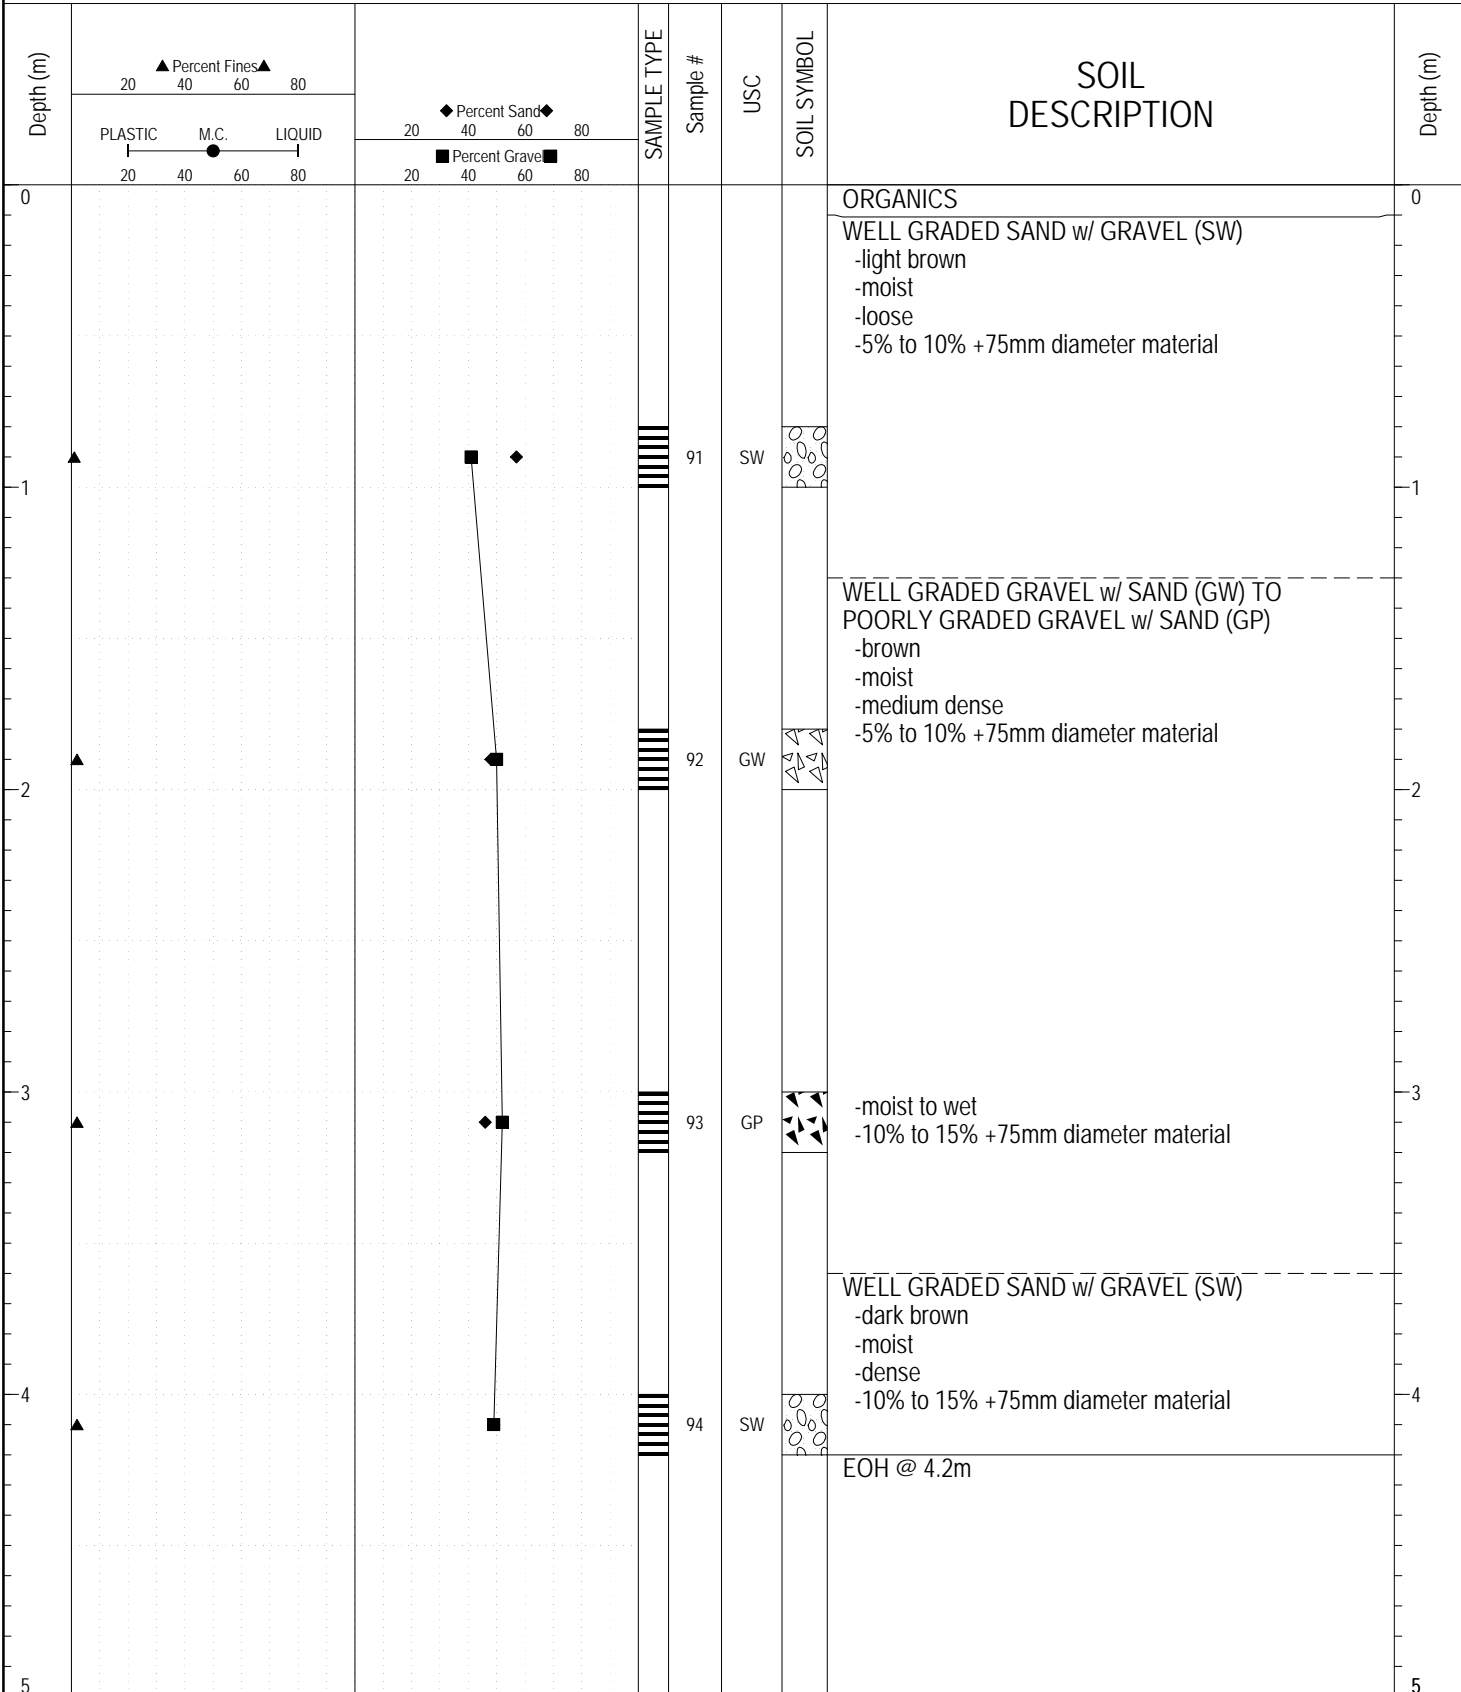 Depth (m)
▲ Percent Fines▲
20 40 60 80
PLASTIC M.C. LIQUID
20 40 60 80
◆ Percent Sand◆
20 40 60 80
■ Percent Gravel■
20 40 60 80
SAMPLE TYPE
Sample #
USC
SOIL SYMBOL
SOIL
DESCRIPTION
Depth (m)
0 ORGANICS 0
WELL GRADED SAND w/ GRAVEL (SW)
-light brown
-moist
-loose
-5% to 10% +75mm diameter material
91 SW
1 1
WELL GRADED GRAVEL w/ SAND (GW) TO
POORLY GRADED GRAVEL w/ SAND (GP)
-brown
-moist
-medium dense
-5% to 10% +75mm diameter material
92 GW
2 2
3 3
-moist to wet
93 GP
-10% to 15% +75mm diameter material
WELL GRADED SAND w/ GRAVEL (SW)
-dark brown
-moist
-dense
4 -10% to 15% +75mm diameter material 4
94 SW
EOH @ 4.2m
5 5